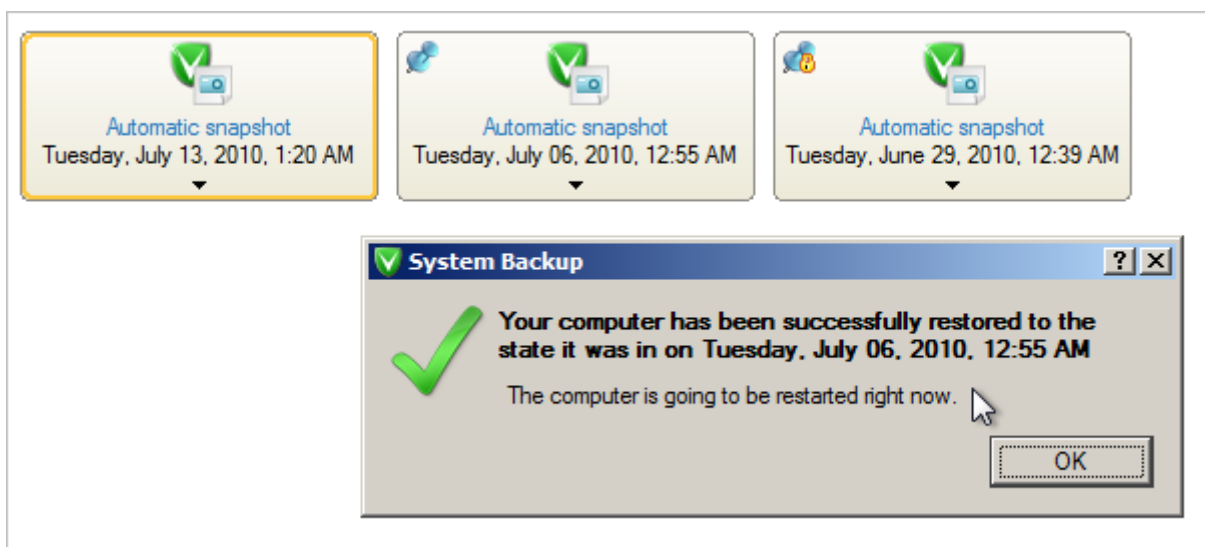 Automatic snapshot
Tuesday, July 13, 2010, 1:20 AM
Automatic snapshot
Tuesday, July 06, 2010, 12:55 AM
Automatic snapshot
Tuesday, June 29, 2010, 12:39 AM
System Backup
Your computer has been successfully restored to the
state it was in on Tuesday, July 06, 2010, 12:55 AM
The computer is going to be restarted right now.
OK